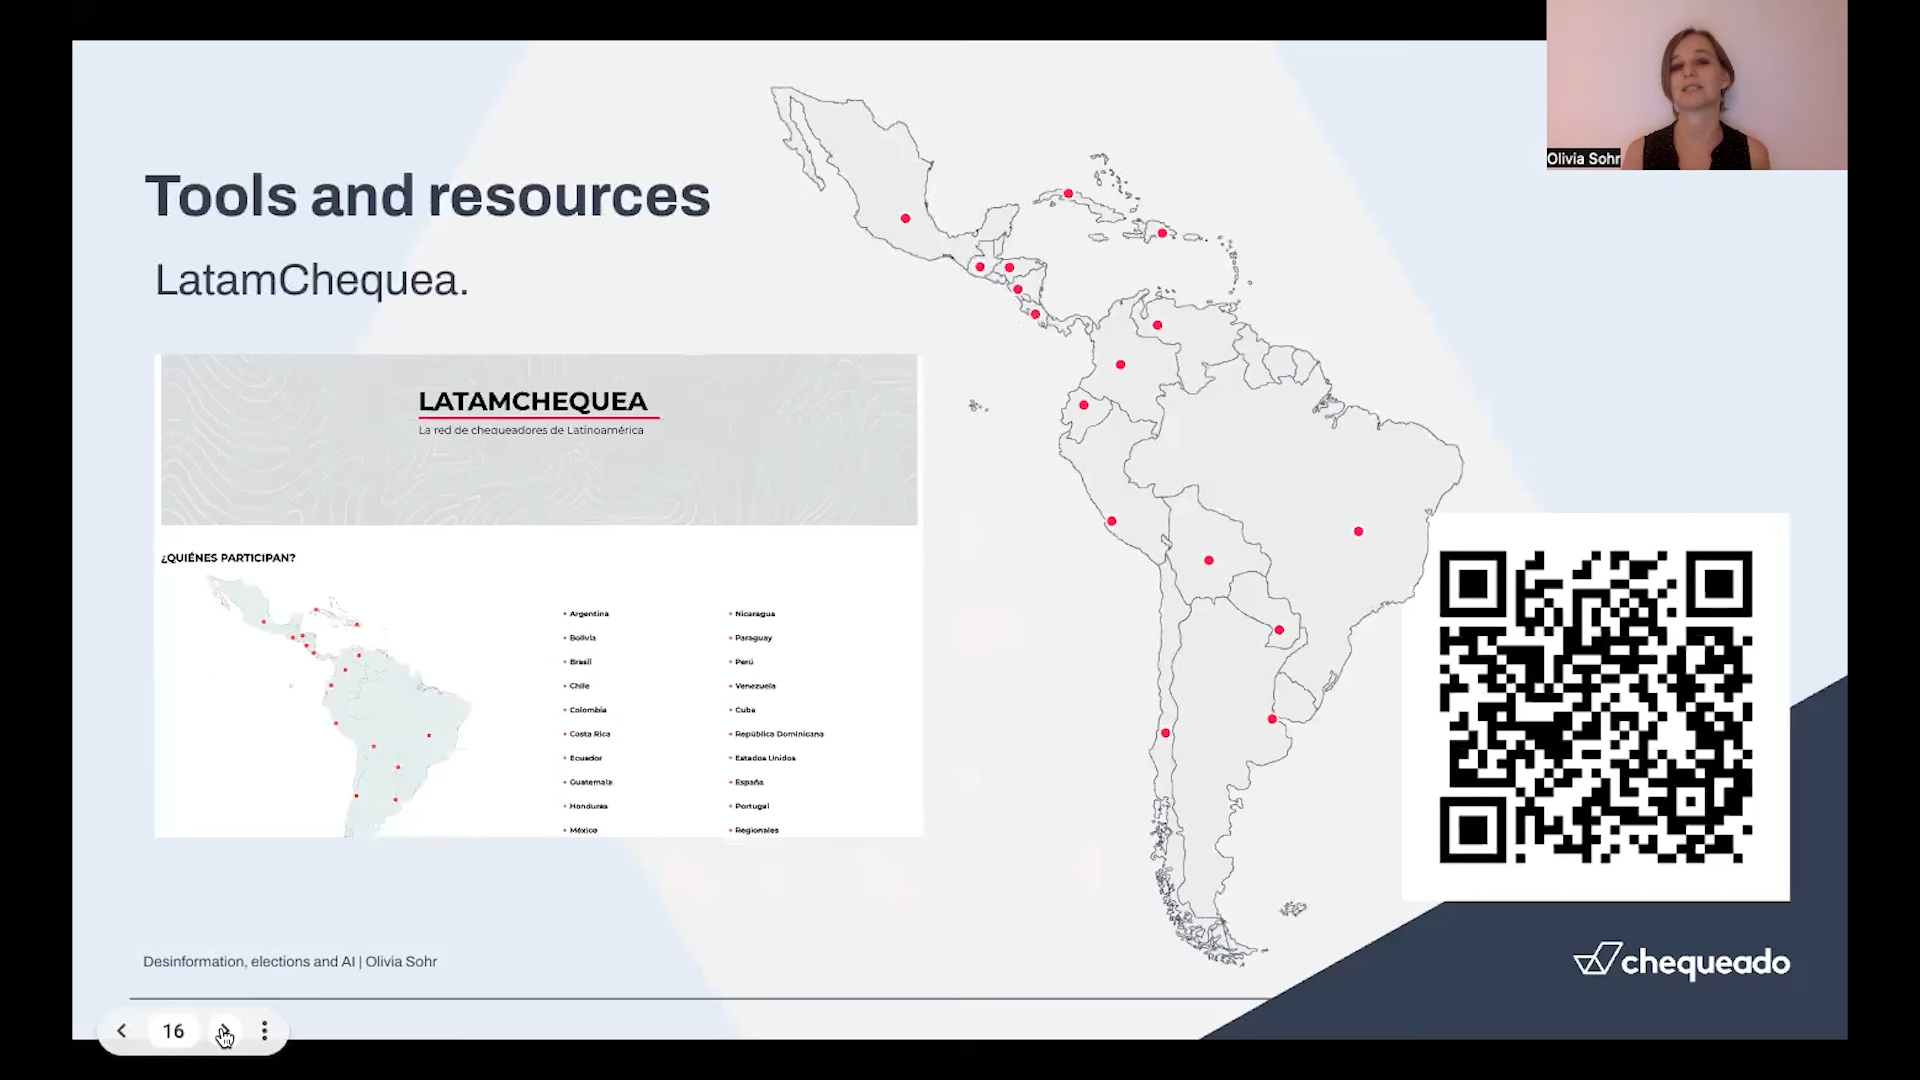 Olivia Sohr
Tools and resources
LatamChequea.
LATAMCHEQUEA
La red de chequeadores de Latinoamérica
¿QUIÉNES PARTICIPAN?
Argentina
Bolivia
Brasil
Chile
Colombia
Costa Rica
Ecuador
Guatemala
Honduras
México
Nicaragua
Paraguay
Perú
Venezuela
Cuba
República Dominicana
Estados Unidos
España
Portugal
Regionales
Desinformation, elections and AI | Olivia Sohr
chequeado
16